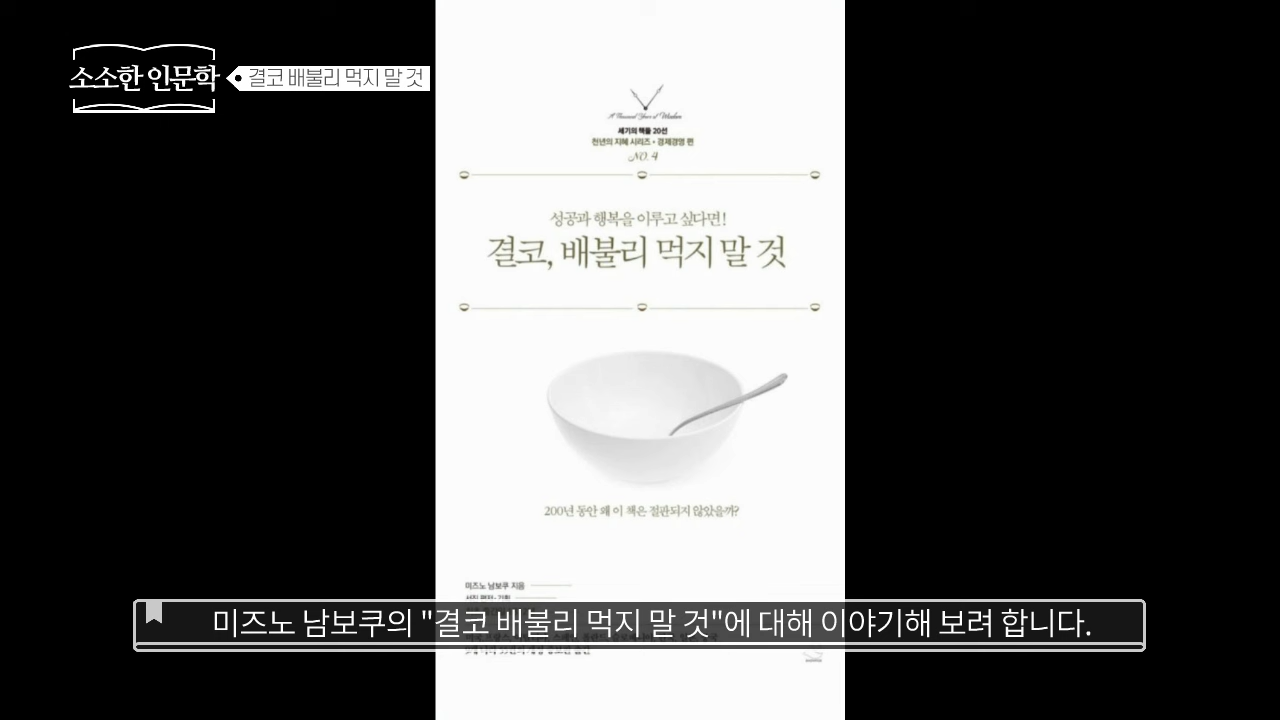 소소한 인문학
결코 배불리 먹지 말 것
A Thousand Years of Wisdom
세기의 책들 20선
천년의 지혜 시리즈 · 경제경영 편
NO. 4
성공과 행복을 이루고 싶다면!
결코, 배불리 먹지 말 것
200년 동안 왜 이 책은 절판되지 않았을까?
미즈노 남보쿠 지음
미즈노 남보쿠의 "결코 배불리 먹지 말 것"에 대해 이야기해 보려 합니다.